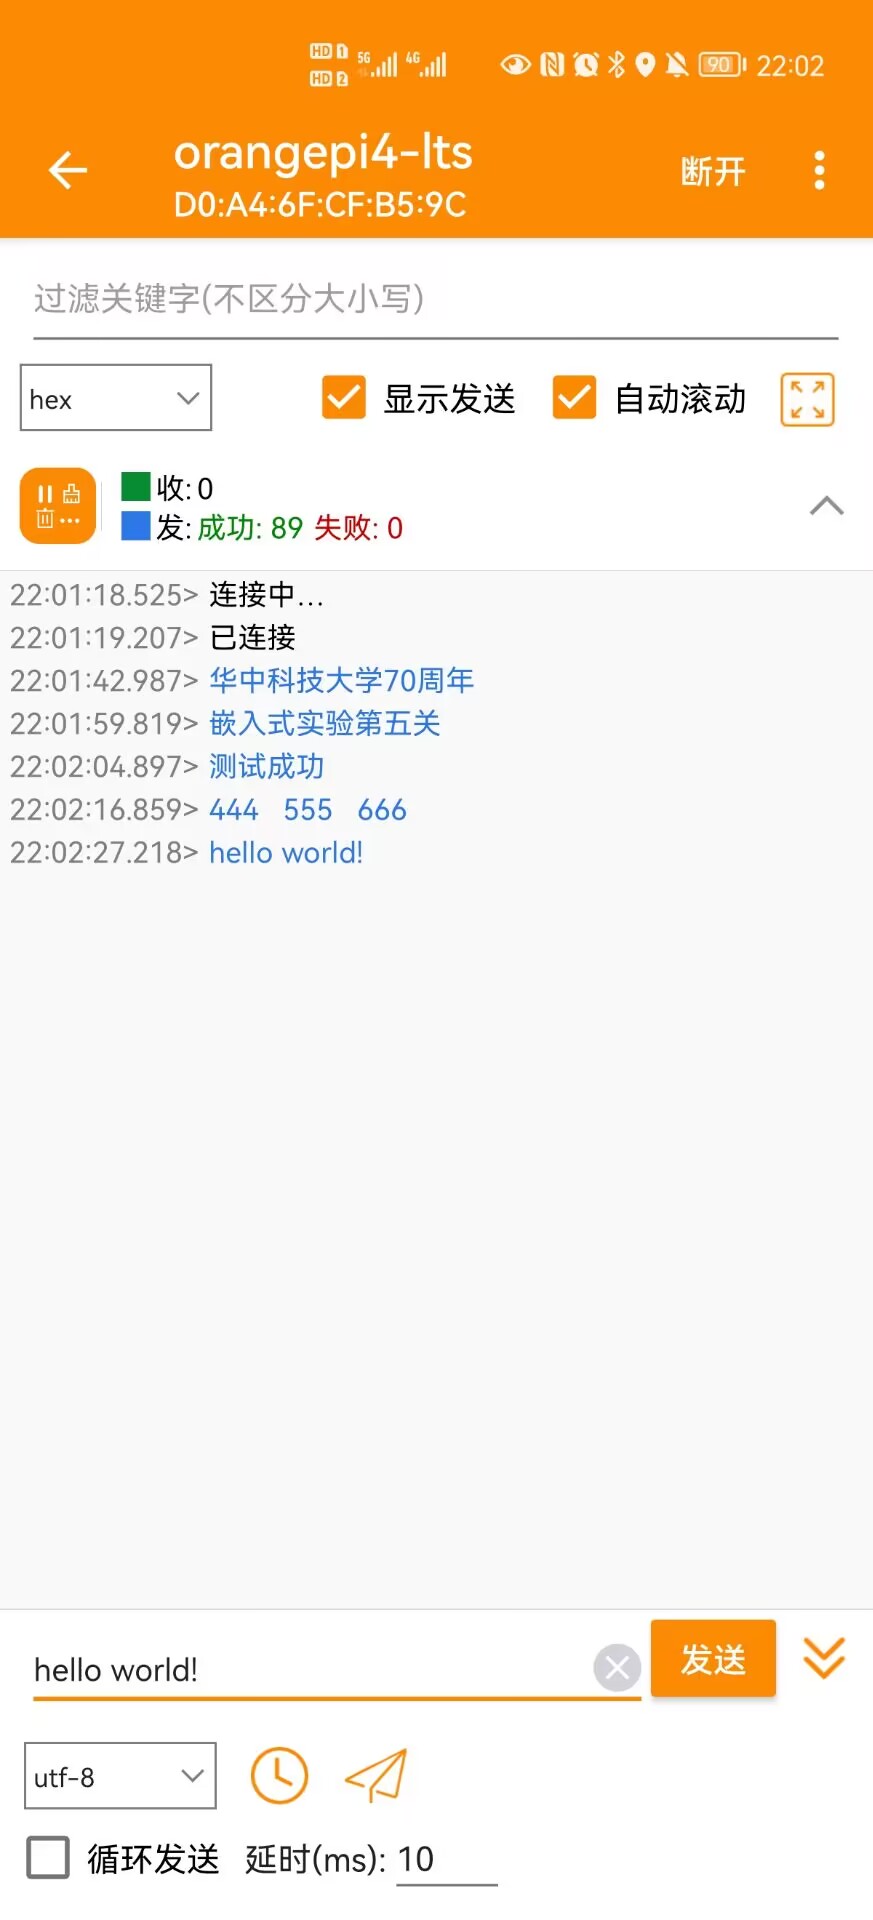 HD 1 5G 4G 90 22:02
HD 2
orangepi4-lts
D0:A4:6F:CF:B5:9C
断开
过滤关键字(不区分大小写)
hex 显示发送 自动滚动
收: 0
发: 成功: 89 失败: 0
22:01:18.525> 连接中...
22:01:19.207> 已连接
22:01:42.987> 华中科技大学70周年
22:01:59.819> 嵌入式实验第五关
22:02:04.897> 测试成功
22:02:16.859> 444 555 666
22:02:27.218> hello world!
hello world! 发送
utf-8
循环发送 延时(ms): 10